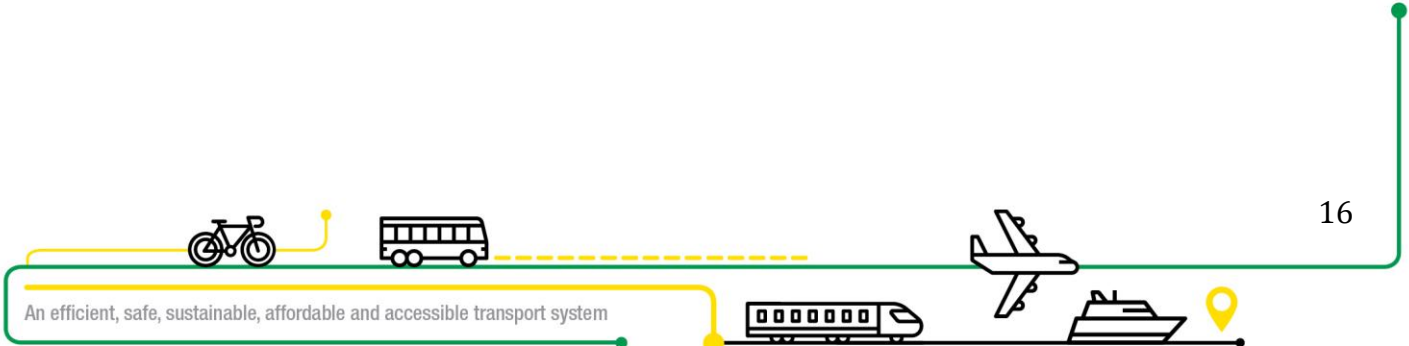 16
An efficient, safe, sustainable, affordable and accessible transport system